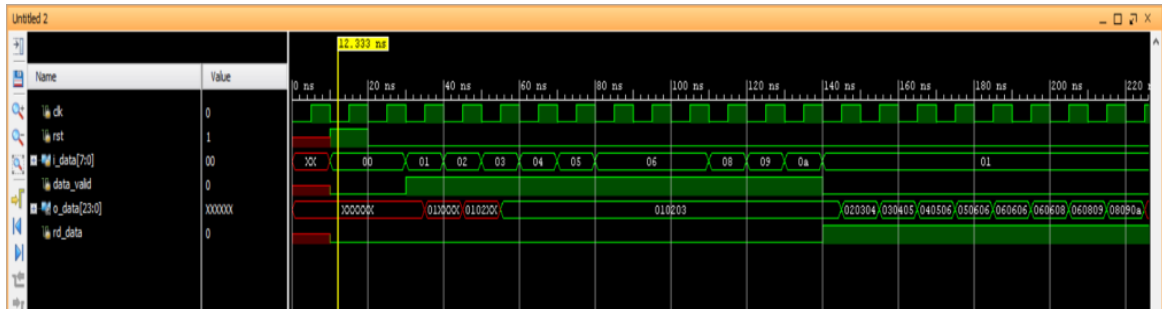 Untitled 2
12.333 ns
Name Value
0 ns 20 ns 40 ns 60 ns 80 ns 100 ns 120 ns 140 ns 160 ns 180 ns 200 ns 220
clk 0
rst 1
i_data[7:0] 00 XX 00 01 02 03 04 05 06 08 09 0a 01
data_valid 0
o_data[23:0] XXXXXX XXXXXX 01XXXX 0102XX 010203 020304 030405 040506 050606 060606 060608 060809 08090a
rd_data 0